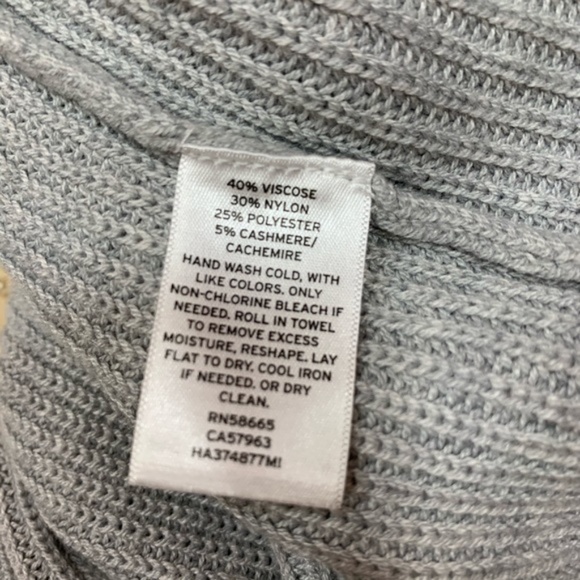 40% VISCOSE
30% NYLON
25% POLYESTER
5% CASHMERE/
CACHEMIRE
HAND WASH COLD, WITH
LIKE COLORS. ONLY
NON-CHLORINE BLEACH IF
NEEDED. ROLL IN TOWEL
TO REMOVE EXCESS
MOISTURE, RESHAPE. LAY
FLAT TO DRY. COOL IRON
IF NEEDED. OR DRY
CLEAN.
RN58665
CA57963
HA374877MI